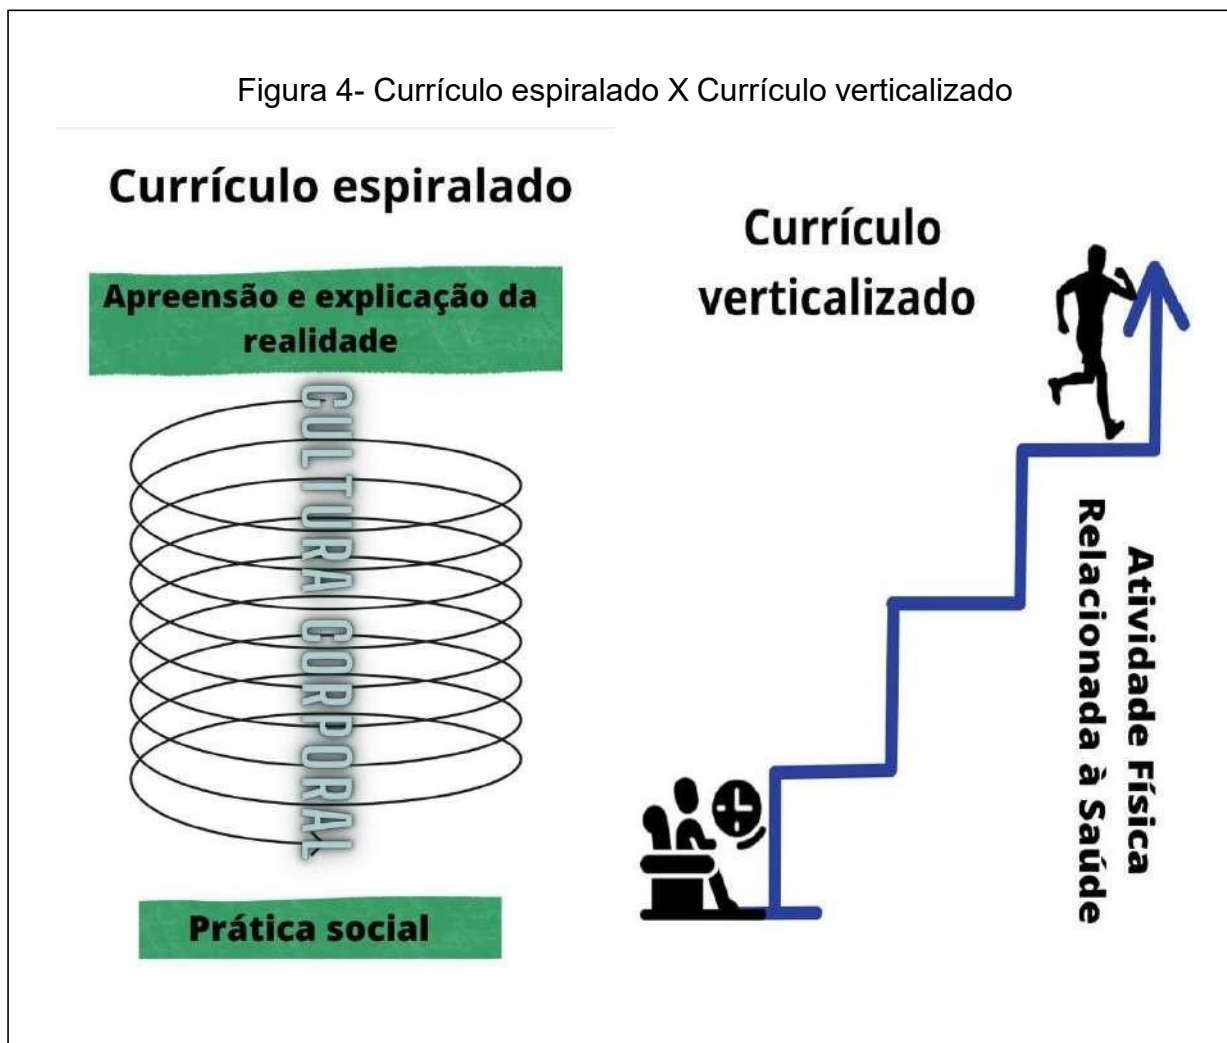 Figura 4- Currículo espiralado X Currículo verticalizado
Currículo espiralado
Apreensão e explicação da
realidade
CULTURA CORPORAL
Prática social
Currículo
verticalizado
Atividade Física
Relacionada à Saúde